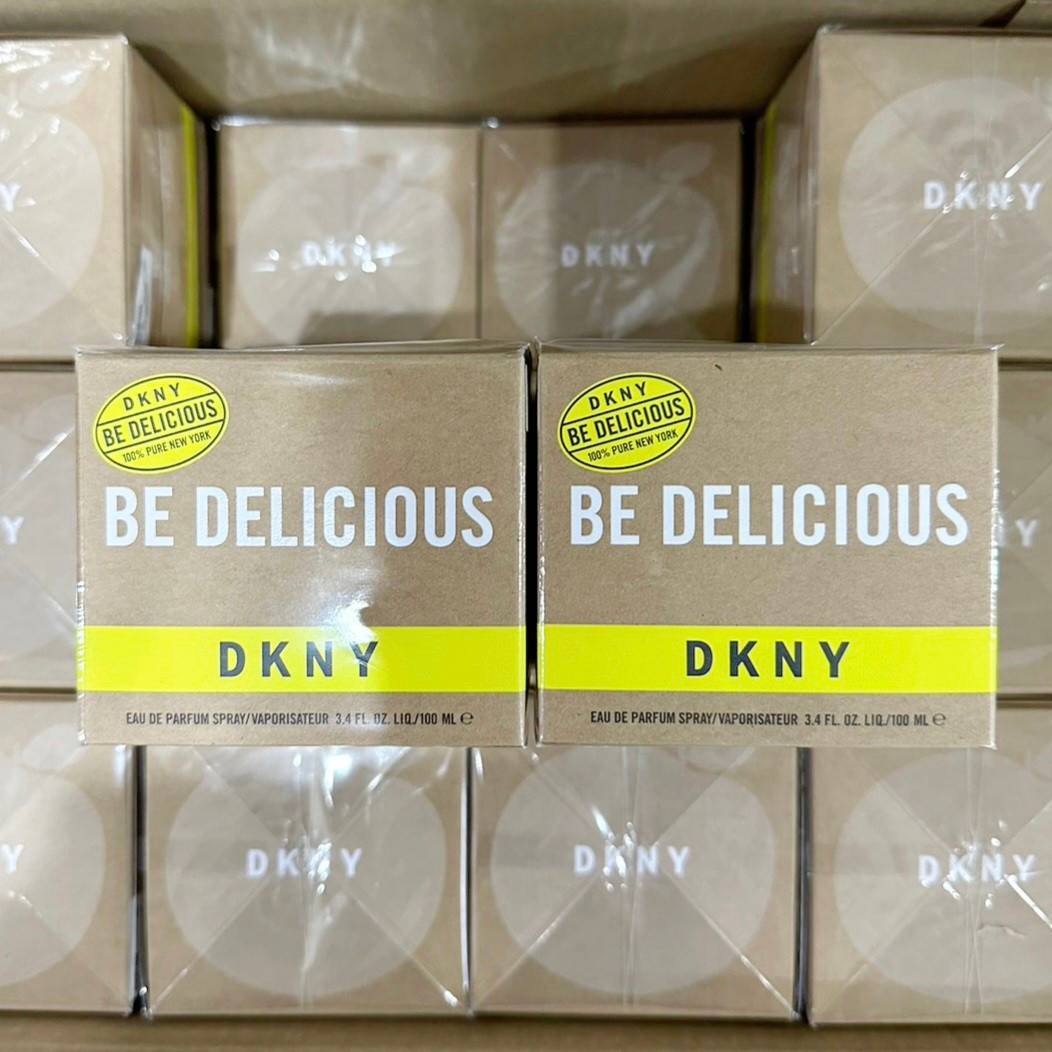 Y
DKNY
DKNY
DKNY
DKNY
BE DELICIOUS
100% PURE NEW YORK
BE DELICIOUS
DKNY
EAU DE PARFUM SPRAY/VAPORISATEUR 3.4 FL. OZ. LIQ./100 ML ℮
DKNY
BE DELICIOUS
100% PURE NEW YORK
BE DELICIOUS
DKNY
EAU DE PARFUM SPRAY/VAPORISATEUR 3.4 FL. OZ. LIQ./100 ML ℮
Y
Y
Y
DKNY
DKNY
DKNY